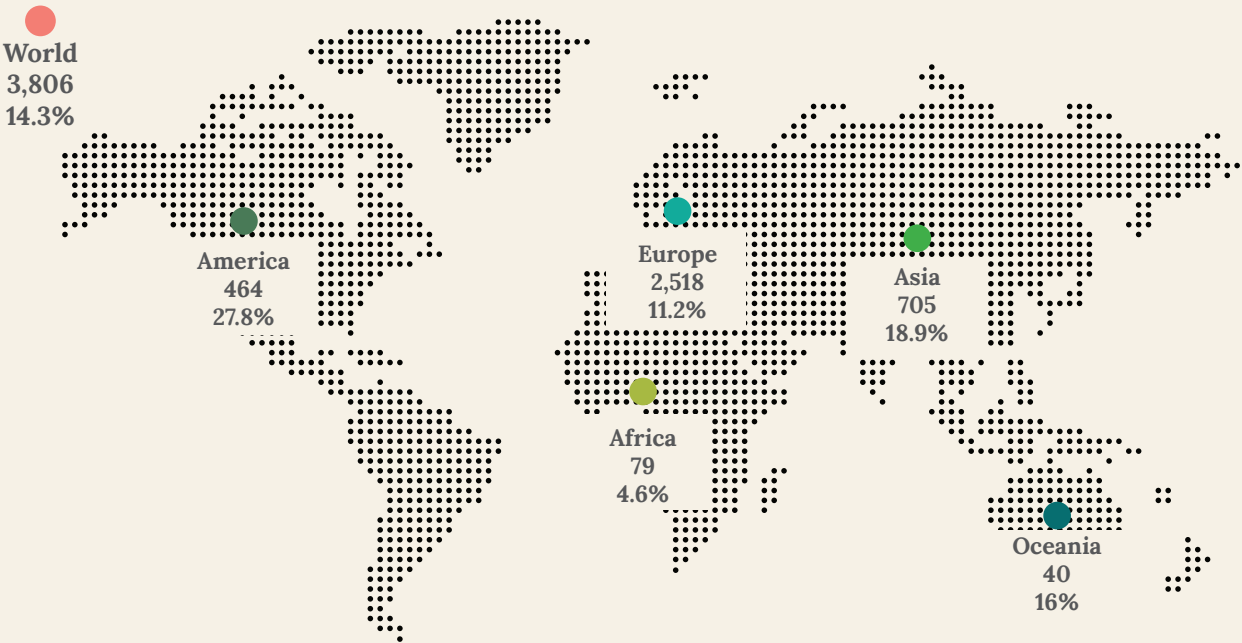 World
3,806
14.3%
America
464
27.8%
Europe
2,518
11.2%
Asia
705
18.9%
Africa
79
4.6%
Oceania
40
16%